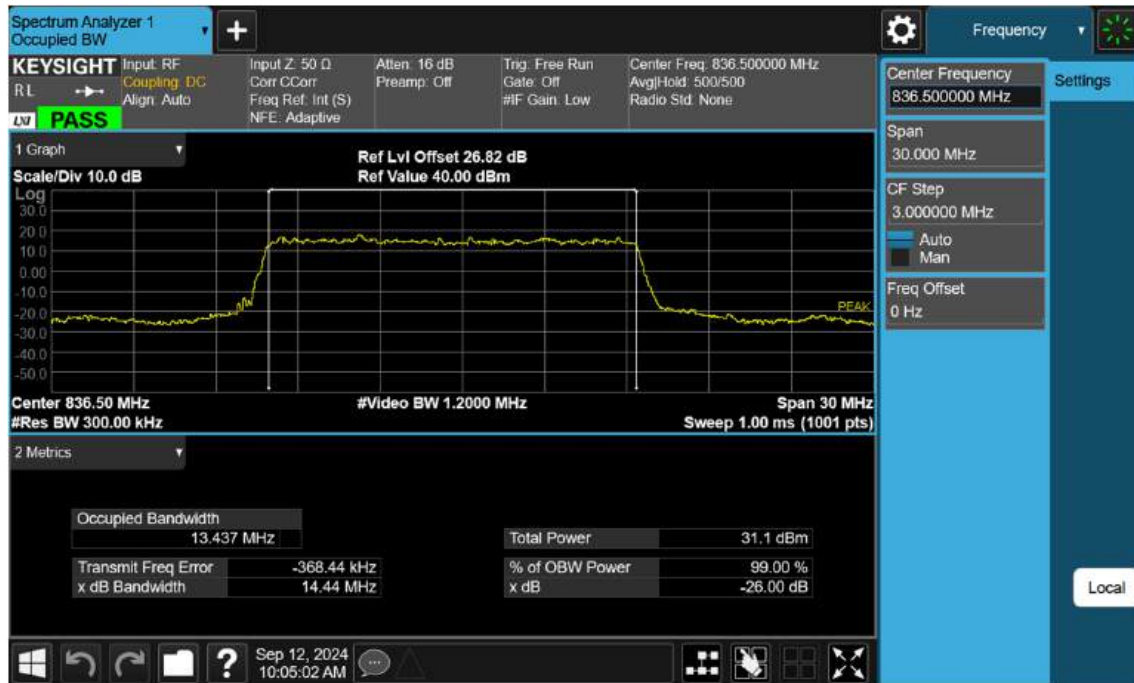 Spectrum Analyzer 1
Occupied BW
+
Frequency
KEYSIGHT
RL
LXI PASS
Input: RF
Coupling: DC
Align: Auto
Input Z: 50 Ω
Corr CCorr
Freq Ref: Int (S)
NFE: Adaptive
Atten: 16 dB
Preamp: Off
Trig: Free Run
Gate: Off
#IF Gain: Low
Center Freq: 836.500000 MHz
Avg|Hold: 500/500
Radio Std: None
Center Frequency
836.500000 MHz
Settings
Span
30.000 MHz
CF Step
3.000000 MHz
Auto
Man
Freq Offset
0 Hz
Local
1 Graph
Scale/Div 10.0 dB
Ref Lvl Offset 26.82 dB
Ref Value 40.00 dBm
Log
30.0
20.0
10.0
0.00
-10.0
-20.0
-30.0
-40.0
-50.0
PEAK
Center 836.50 MHz
#Video BW 1.2000 MHz
Span 30 MHz
#Res BW 300.00 kHz
Sweep 1.00 ms (1001 pts)
2 Metrics
Occupied Bandwidth
13.437 MHz
Total Power 31.1 dBm
Transmit Freq Error -368.44 kHz
% of OBW Power 99.00 %
x dB Bandwidth 14.44 MHz
x dB -26.00 dB
?
Sep 12, 2024
10:05:02 AM